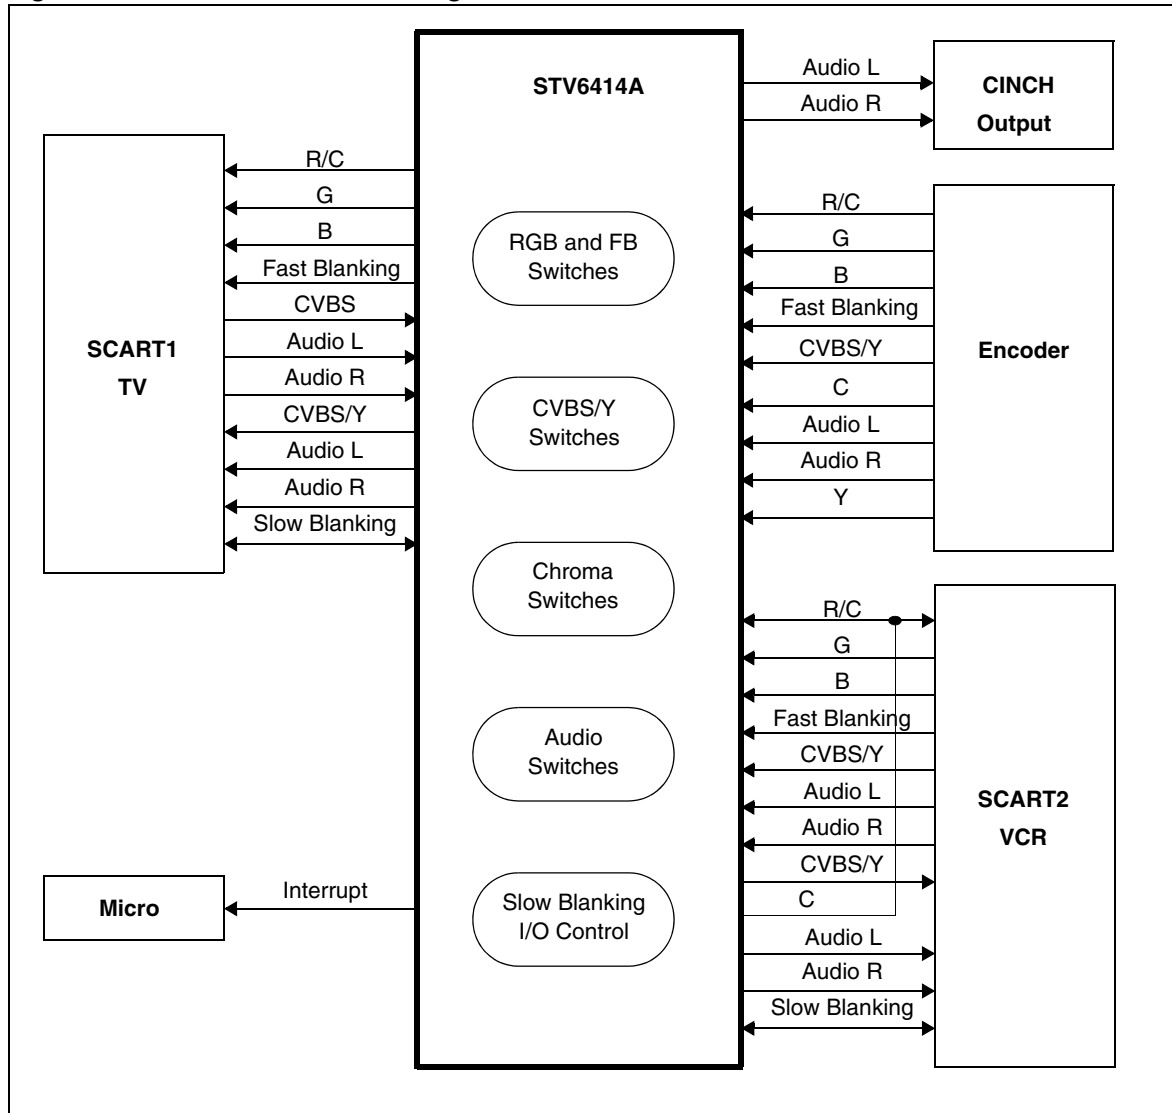 STV6414A
SCART1
TV
R/C
G
B
Fast Blanking
CVBS
Audio L
Audio R
CVBS/Y
Audio L
Audio R
Slow Blanking
Micro
Interrupt
RGB and FB
Switches
CVBS/Y
Switches
Chroma
Switches
Audio
Switches
Slow Blanking
I/O Control
Audio L
Audio R
CINCH
Output
R/C
G
B
Fast Blanking
CVBS/Y
C
Audio L
Audio R
Y
Encoder
R/C
G
B
Fast Blanking
CVBS/Y
Audio L
Audio R
CVBS/Y
C
Audio L
Audio R
Slow Blanking
SCART2
VCR